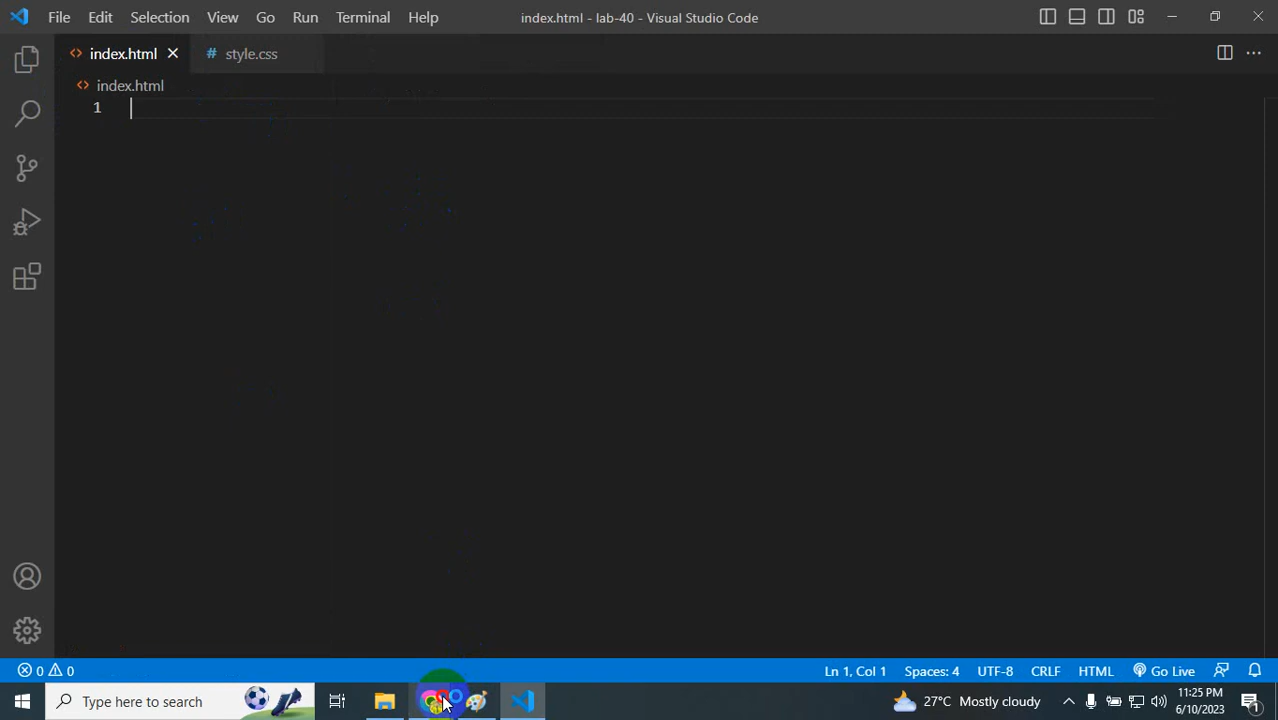 File Edit Selection View Go Run Terminal Help index.html - lab-40 - Visual Studio Code
index.html # style.css
index.html
1
0 0 Ln 1, Col 1 Spaces: 4 UTF-8 CRLF HTML Go Live
Type here to search 27°C Mostly cloudy 11:25 PM
6/10/2023 1